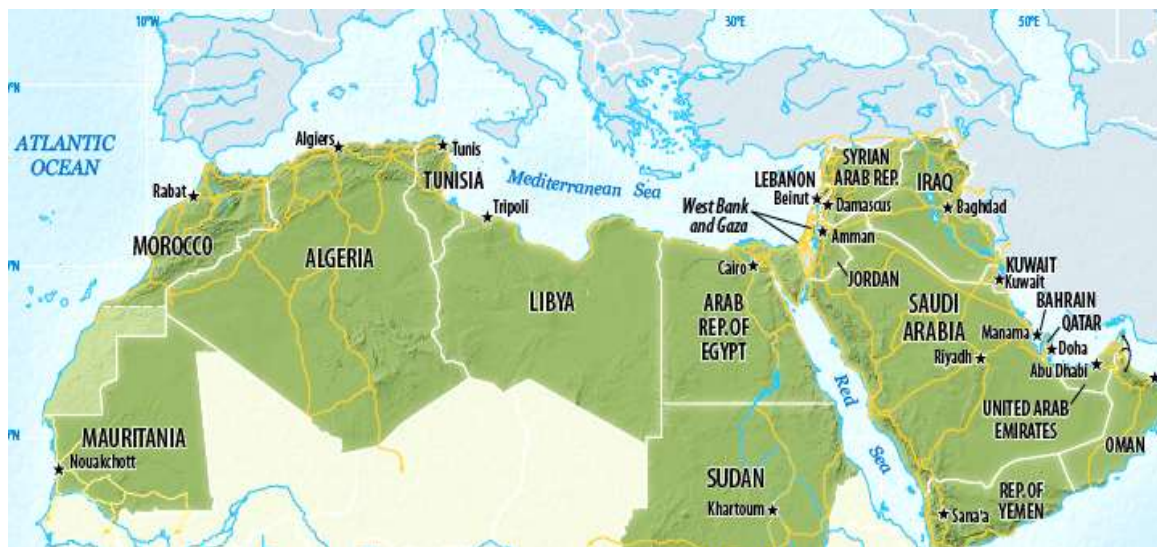 10°W
30°E
50°E
°N
ATLANTIC
OCEAN
Algiers
Tunis
TUNISIA
Mediterranean Sea
Rabat
Tripoli
MOROCCO
ALGERIA
LIBYA
SYRIAN
ARAB REP.
LEBANON
Beirut
Damascus
IRAQ
Baghdad
West Bank
and Gaza
Amman
°N
Cairo
JORDAN
KUWAIT
Kuwait
ARAB
REP. OF
EGYPT
SAUDI
ARABIA
BAHRAIN
Manama
QATAR
Doha
Riyadh
Abu Dhabi
Red
Sea
UNITED ARAB
EMIRATES
OMAN
°N
MAURITANIA
Nouakchott
SUDAN
Khartoum
REP. OF
YEMEN
Sana'a